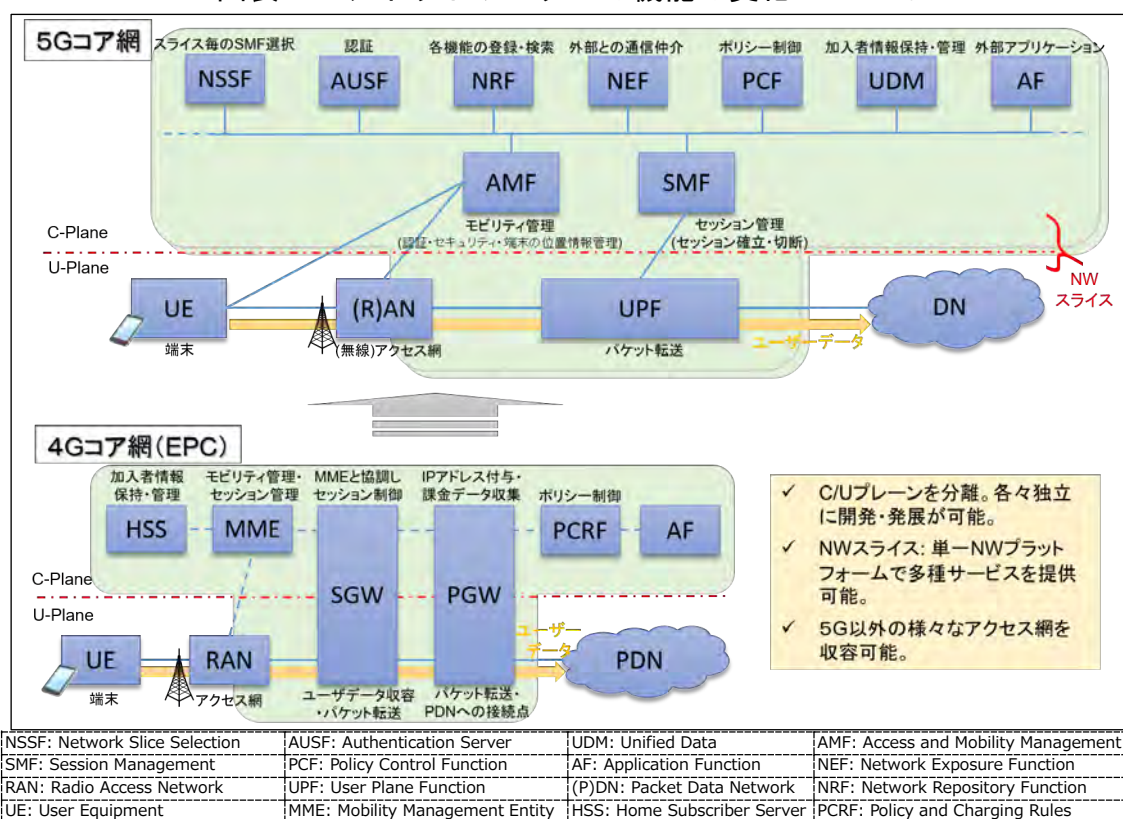 5Gコア網
スライス毎のSMF選択
認証
各機能の登録・検索
外部との通信仲介
ポリシー制御
加入者情報保持・管理
外部アプリケーション
NSSF
AUSF
NRF
NEF
PCF
UDM
AF
AMF
SMF
モビリティ管理
(認証・セキュリティ・端末の位置情報管理)
セッション管理
(セッション確立・切断)
C-Plane
U-Plane
NW
スライス
UE
(R)AN
UPF
DN
端末
(無線)アクセス網
パケット転送
ユーザーデータ
4Gコア網(EPC)
加入者情報
保持・管理
モビリティ管理・
セッション管理
MMEと協調し
セッション制御
IPアドレス付与・
課金データ収集
ポリシー制御
HSS
MME
SGW
PGW
PCRF
AF
C-Plane
U-Plane
ユーザー
データ
UE
RAN
PDN
端末
アクセス網
ユーザデータ収容
・パケット転送
パケット転送・
PDNへの接続点
✓ C/Uプレーンを分離。各々独立
に開発・発展が可能。
✓ NWスライス: 単一NWプラット
フォームで多種サービスを提供
可能。
✓ 5G以外の様々なアクセス網を
収容可能。
NSSF: Network Slice Selection
AUSF: Authentication Server
UDM: Unified Data
AMF: Access and Mobility Management
SMF: Session Management
PCF: Policy Control Function
AF: Application Function
NEF: Network Exposure Function
RAN: Radio Access Network
UPF: User Plane Function
(P)DN: Packet Data Network
NRF: Network Repository Function
UE: User Equipment
MME: Mobility Management Entity
HSS: Home Subscriber Server
PCRF: Policy and Charging Rules